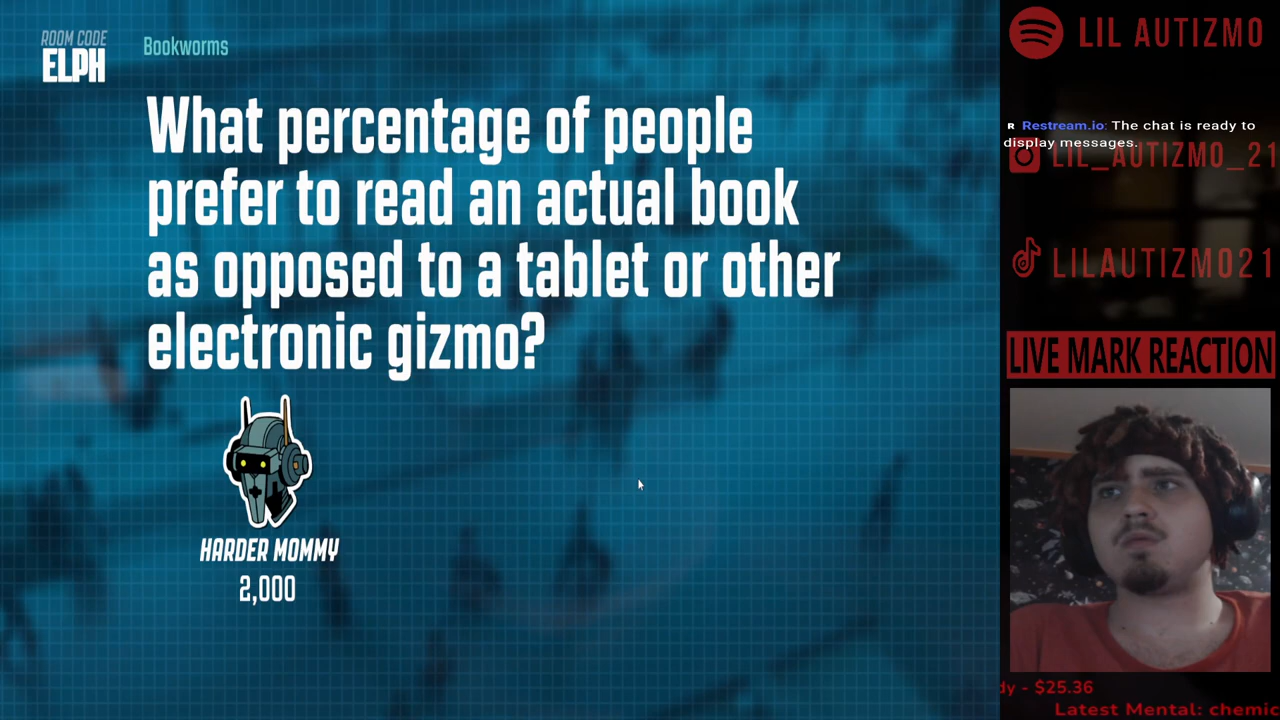 ROOM CODE
ELPH
Bookworms
What percentage of people
prefer to read an actual book
as opposed to a tablet or other
electronic gizmo?
HARDER MOMMY
2,000
LIL AUTIZMO
R Restream.io: The chat is ready to
display messages.
LIL_AUTIZMO_21
LILAUTIZMO21
LIVE MARK REACTION
dy - $25.36
Latest Mental: chemic